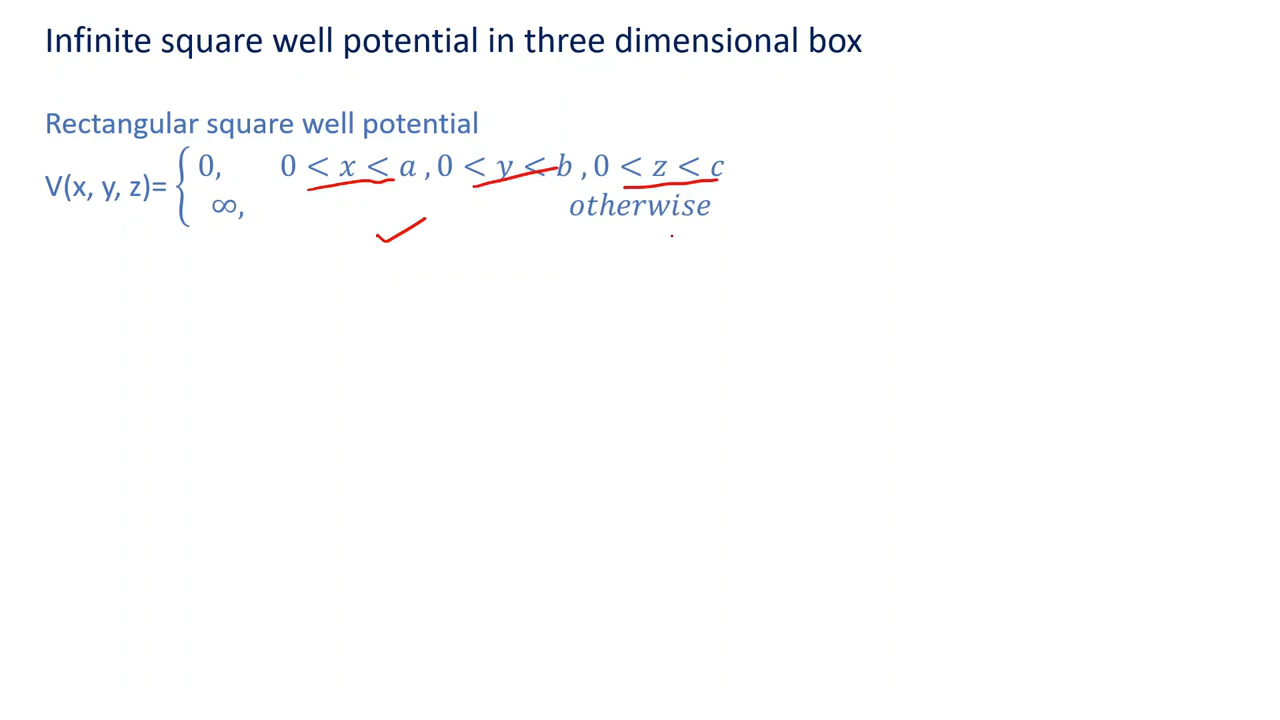 Infinite square well potential in three dimensional box
Rectangular square well potential
V(x, y, z)= { 0, 0 < x < a , 0 < y < b , 0 < z < c
∞, otherwise